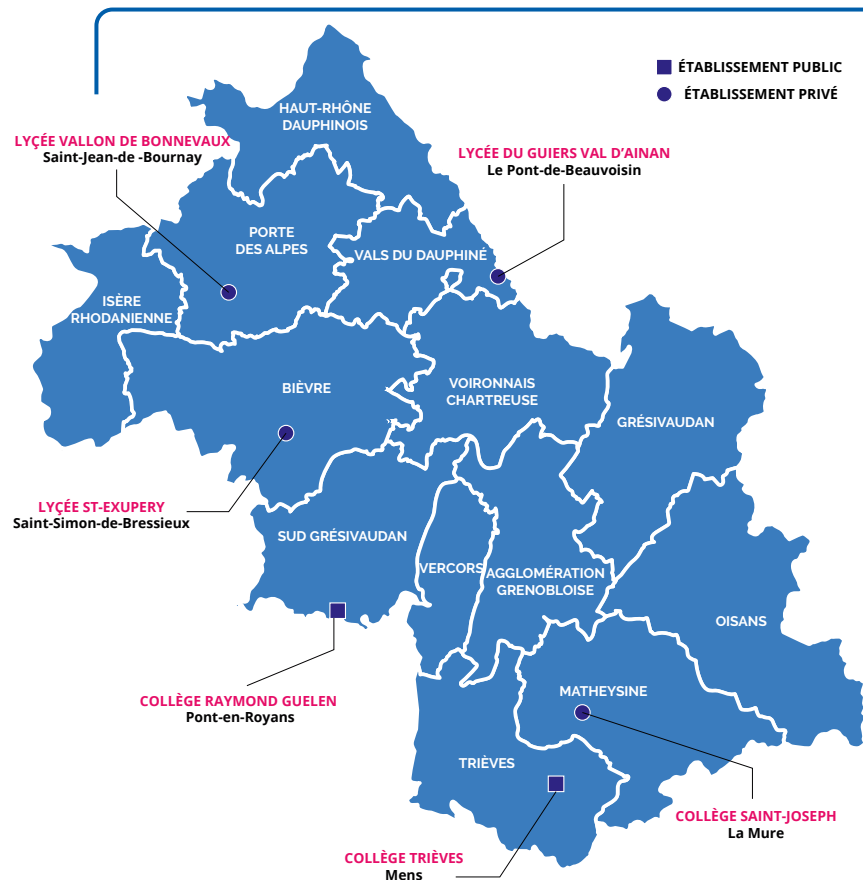 ÉTABLISSEMENT PUBLIC
ÉTABLISSEMENT PRIVÉ
HAUT-RHÔNE
DAUPHINOIS
LYÇÉE VALLON DE BONNEVAUX
Saint-Jean-de -Bournay
LYCÉE DU GUIERS VAL D'AINAN
Le Pont-de-Beauvoisin
PORTE
DES ALPES
VALS DU DAUPHINÉ
ISÈRE
RHODANIENNE
BIÈVRE
VOIRONNAIS
CHARTREUSE
GRÉSIVAUDAN
LYÇÉE ST-EXUPERY
Saint-Simon-de-Bressieux
SUD GRÉSIVAUDAN
VERCORS
AGGLOMÉRATION
GRENOBLOISE
OISANS
COLLÈGE RAYMOND GUELEN
Pont-en-Royans
MATHEYSINE
TRIÈVES
COLLÈGE SAINT-JOSEPH
La Mure
COLLÈGE TRIÈVES
Mens